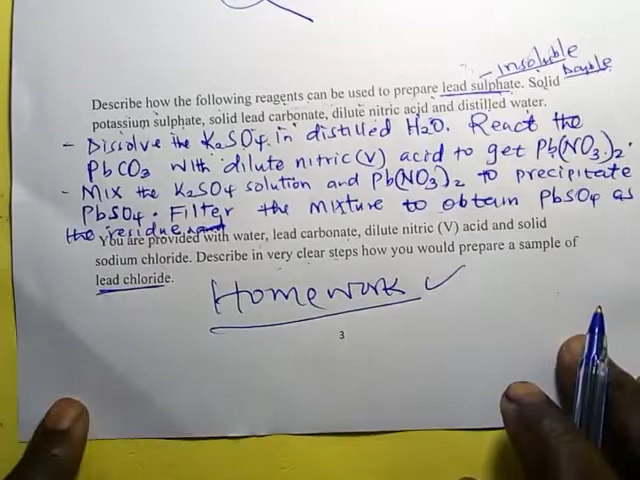 Insoluble
Describe how the following reagents can be used to prepare lead sulphate. Solid Double
potassium sulphate, solid lead carbonate, dilute nitric acid and distilled water.
- Dissolve the K2SO4 in distilled H2O. React the
PbCO3 with dilute nitric(V) acid to get Pb(NO3)2.
- Mix the K2SO4 solution and Pb(NO3)2 to precipitate
PbSO4. Filter the mixture to obtain PbSO4 as
the residue
You are provided with water, lead carbonate, dilute nitric (V) acid and solid
sodium chloride. Describe in very clear steps how you would prepare a sample of
lead chloride.
Homework ✓
3